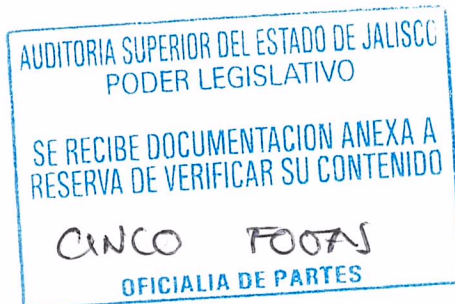 AUDITORIA SUPERIOR DEL ESTADO DE JALISCO
PODER LEGISLATIVO
SE RECIBE DOCUMENTACION ANEXA A
RESERVA DE VERIFICAR SU CONTENIDO
CINCO FOJAS
OFICIALIA DE PARTES